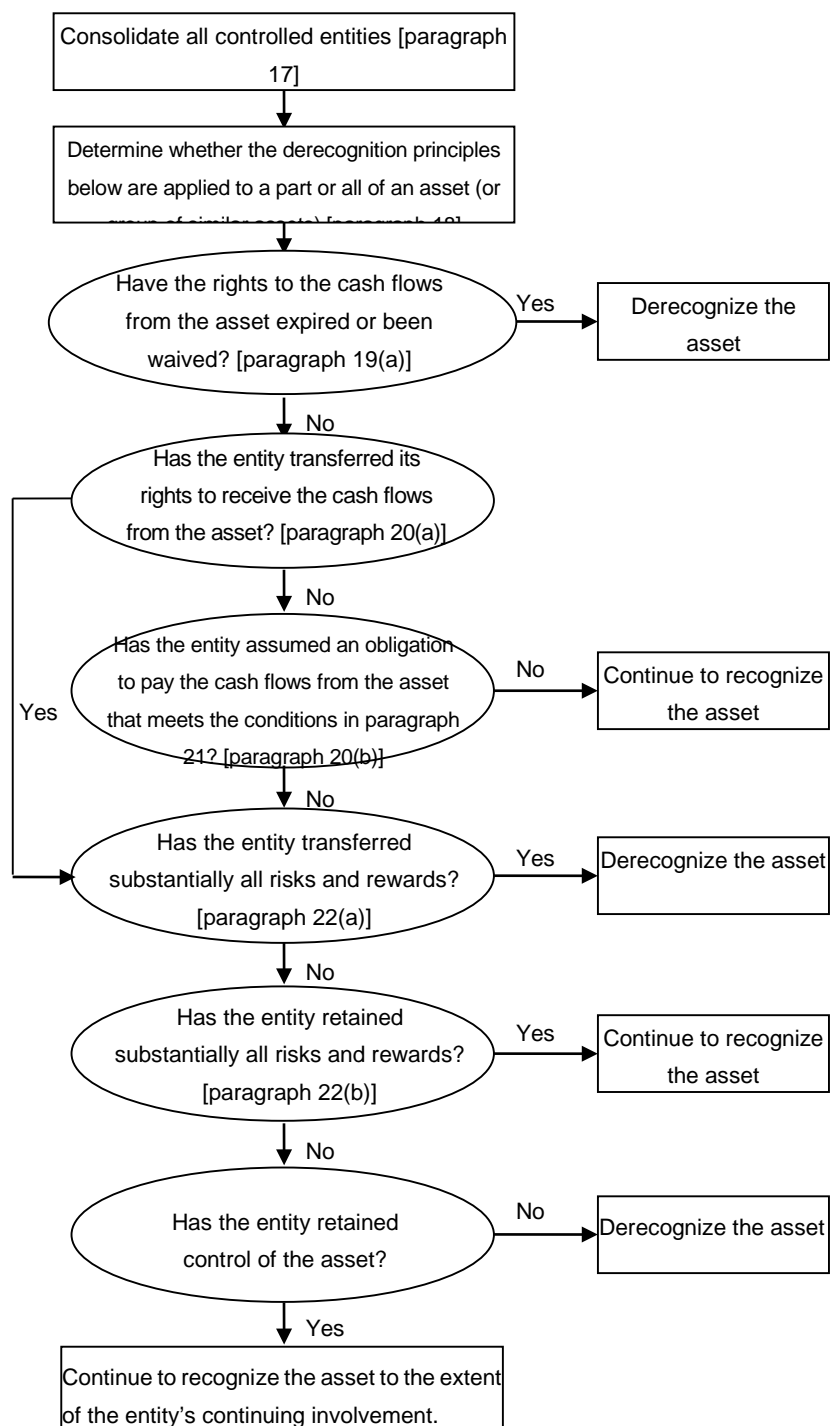 Consolidate all controlled entities [paragraph
17]
Determine whether the derecognition principles
below are applied to a part or all of an asset (or
group of similar assets) [paragraph 18]
Have the rights to the cash flows
from the asset expired or been
waived? [paragraph 19(a)]
Yes
Derecognize the
asset
No
Has the entity transferred its
rights to receive the cash flows
from the asset? [paragraph 20(a)]
No
Has the entity assumed an obligation
to pay the cash flows from the asset
that meets the conditions in paragraph
21? [paragraph 20(b)]
No
Continue to recognize
the asset
Yes
No
Has the entity transferred
substantially all risks and rewards?
[paragraph 22(a)]
Yes
Derecognize the asset
No
Has the entity retained
substantially all risks and rewards?
[paragraph 22(b)]
Yes
Continue to recognize
the asset
No
Has the entity retained
control of the asset?
No
Derecognize the asset
Yes
Continue to recognize the asset to the extent
of the entity's continuing involvement.